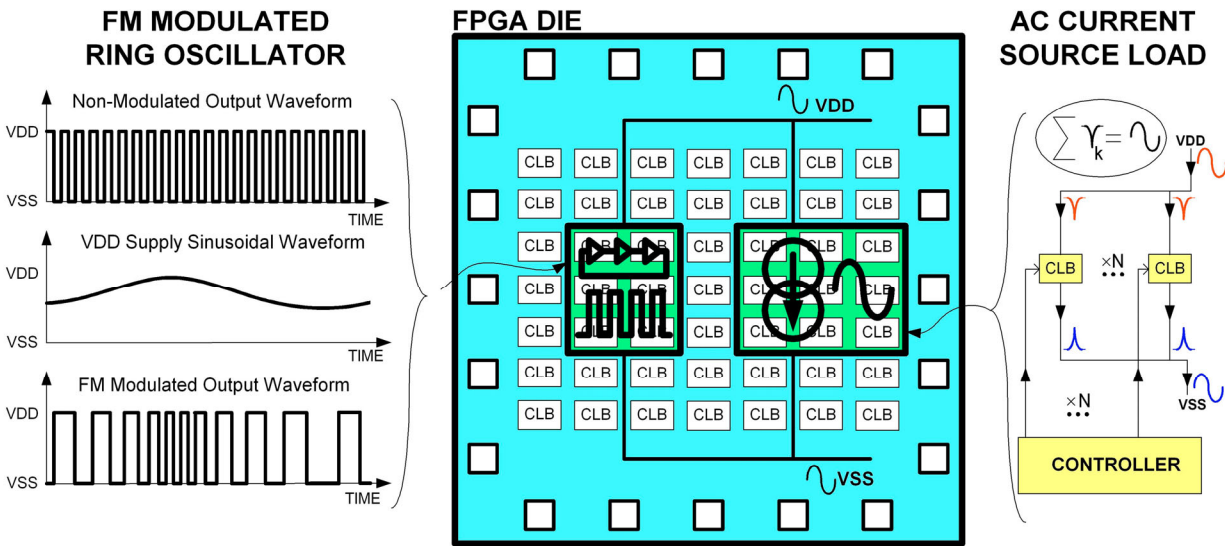 FM MODULATED
RING OSCILLATOR
Non-Modulated Output Waveform
VDD
VSS
TIME
VDD Supply Sinusoidal Waveform
VDD
VSS
TIME
FM Modulated Output Waveform
VDD
VSS
TIME
FPGA DIE
VDD
CLB CLB CLB CLB CLB CLB CLB
CLB CLB CLB CLB CLB CLB CLB
CLB CLB CLB CLB CLB CLB CLB
CLB CLB CLB CLB CLB CLB CLB
CLB CLB CLB CLB CLB CLB CLB
CLB CLB CLB CLB CLB CLB CLB
CLB CLB CLB CLB CLB CLB CLB
VSS
AC CURRENT
SOURCE LOAD
∑ k =
VDD
CLB ×N ... CLB
×N ...
VSS
CONTROLLER